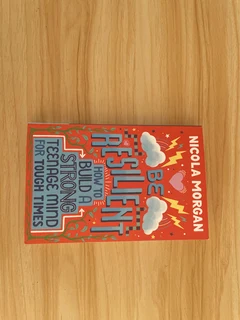 NICOLA MORGAN
BE
RESILIENT
HOW TO
BUILD A
STRONG
TEENAGE MIND
FOR TOUGH TIMES